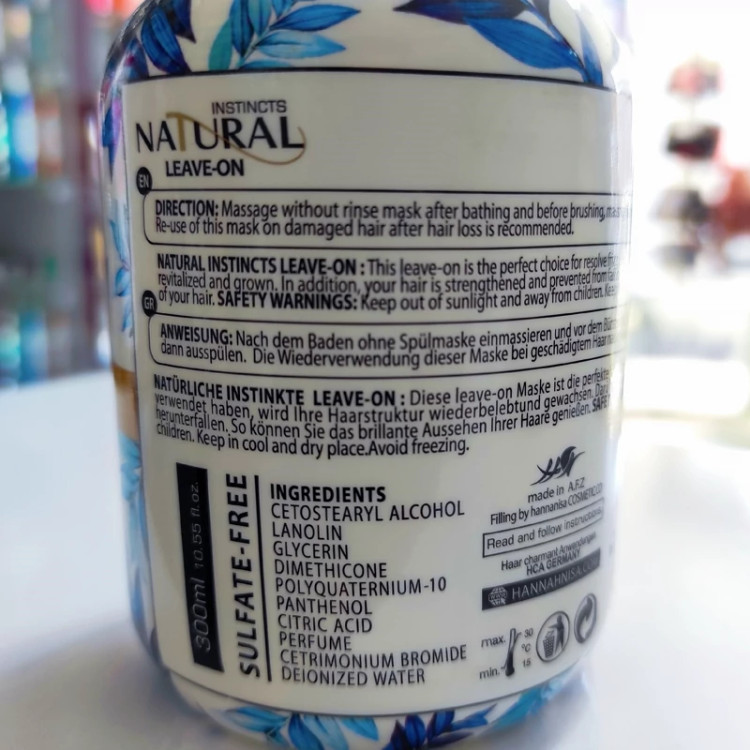 INSTINCTS
NATURAL
LEAVE-ON
EN
DIRECTION: Massage without rinse mask after bathing and before brushing,
Re-use of this mask on damaged hair after hair loss is recommended.
NATURAL INSTINCTS LEAVE-ON : This leave-on is the perfect choice for resolve
revitalized and grown. In addition, your hair is strengthened and prevented from
of your hair. SAFETY WARNINGS: Keep out of sunlight and away from children.
GR
ANWEISUNG: Nach dem Baden ohne Spülmaske einmassieren und vor dem
dann ausspülen. Die Wiederverwendung dieser Maske bei geschädigtem Haar
NATÜRLICHE INSTINKTE LEAVE-ON : Diese leave-on Maske ist die
verwendet haben, wird Ihre Haarstruktur wiederbelebtund gewachsen.
herunterfallen. So können Sie das brillante Aussehen Ihrer Haare genießen.
children. Keep in cool and dry place.Avoid freezing.
300ml 10.55 fl.oz.
SULFATE-FREE
INGREDIENTS
CETOSTEARYL ALCOHOL
LANOLIN
GLYCERIN
DIMETHICONE
POLYQUATERNIUM-10
PANTHENOL
CITRIC ACID
PERFUME
CETRIMONIUM BROMIDE
DEIONIZED WATER
made in A.F.Z
Filling by hannanisa COSMETIC
Read and follow instructions
Haar charmant Anwendungen
HCA GERMANY
HANNAHNISA.COM
max. 30
°C
min. 15